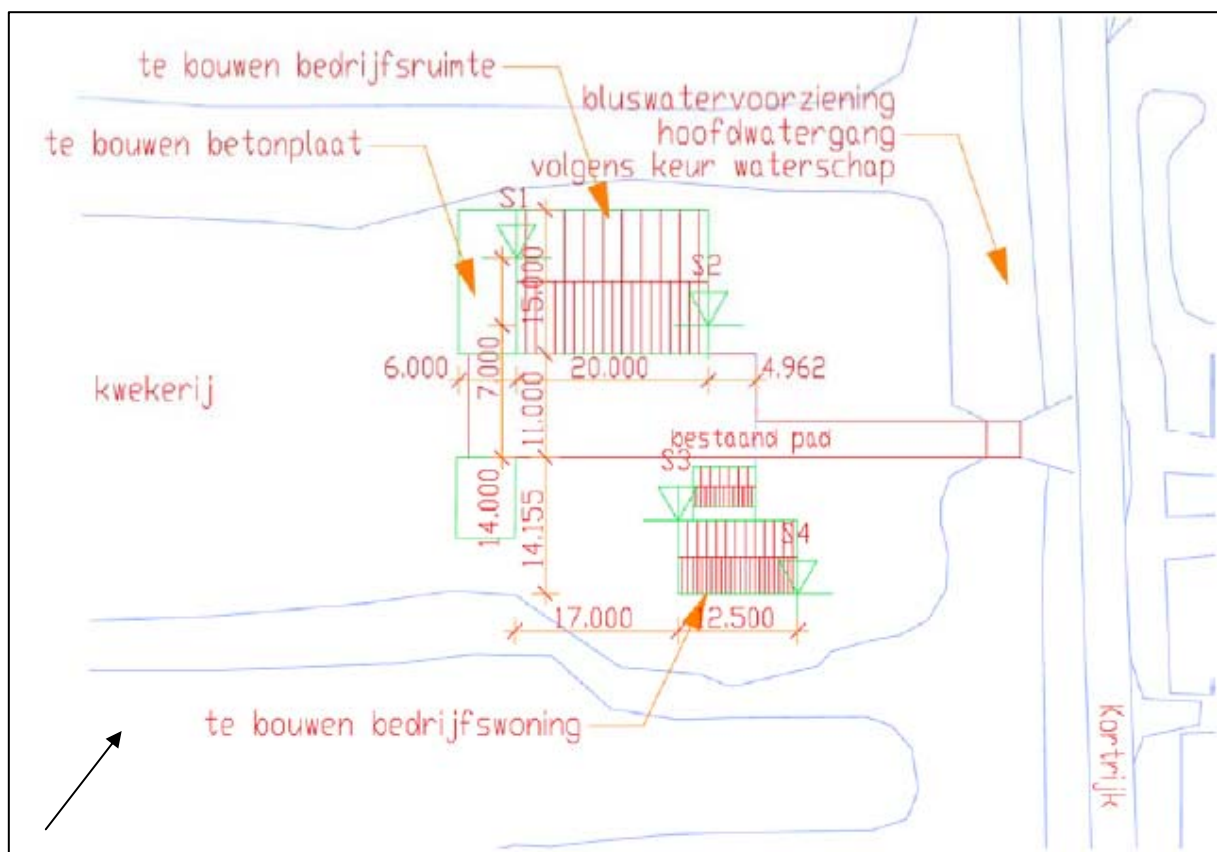 te bouwen bedrijfsruimte
bluswatervoorziening
hoofdwatergang
volgens keur waterschap
te bouwen betonplaat
S1
S2
15.000
7.000
6.000
20.000
4.962
kwekerij
11.000
bestaand pad
S3
14.000
14.155
S4
17.000
12.500
te bouwen bedrijfswoning
Kortrijk